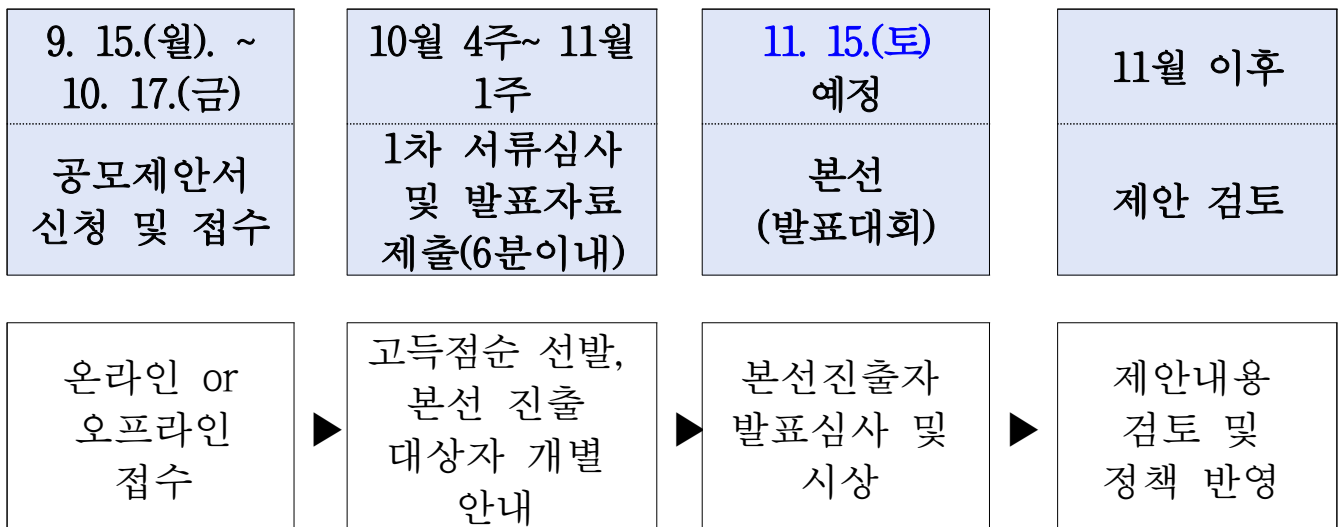 9. 15.(월). ~
10. 17.(금)
10월 4주~ 11월
1주
11. 15.(토)
예정
11월 이후
공모제안서
신청 및 접수
1차 서류심사
및 발표자료
제출(6분이내)
본선
(발표대회)
제안 검토
온라인 or
오프라인
접수
▶
고득점순 선발,
본선 진출
대상자 개별
안내
▶
본선진출자
발표심사 및
시상
▶
제안내용
검토 및
정책 반영